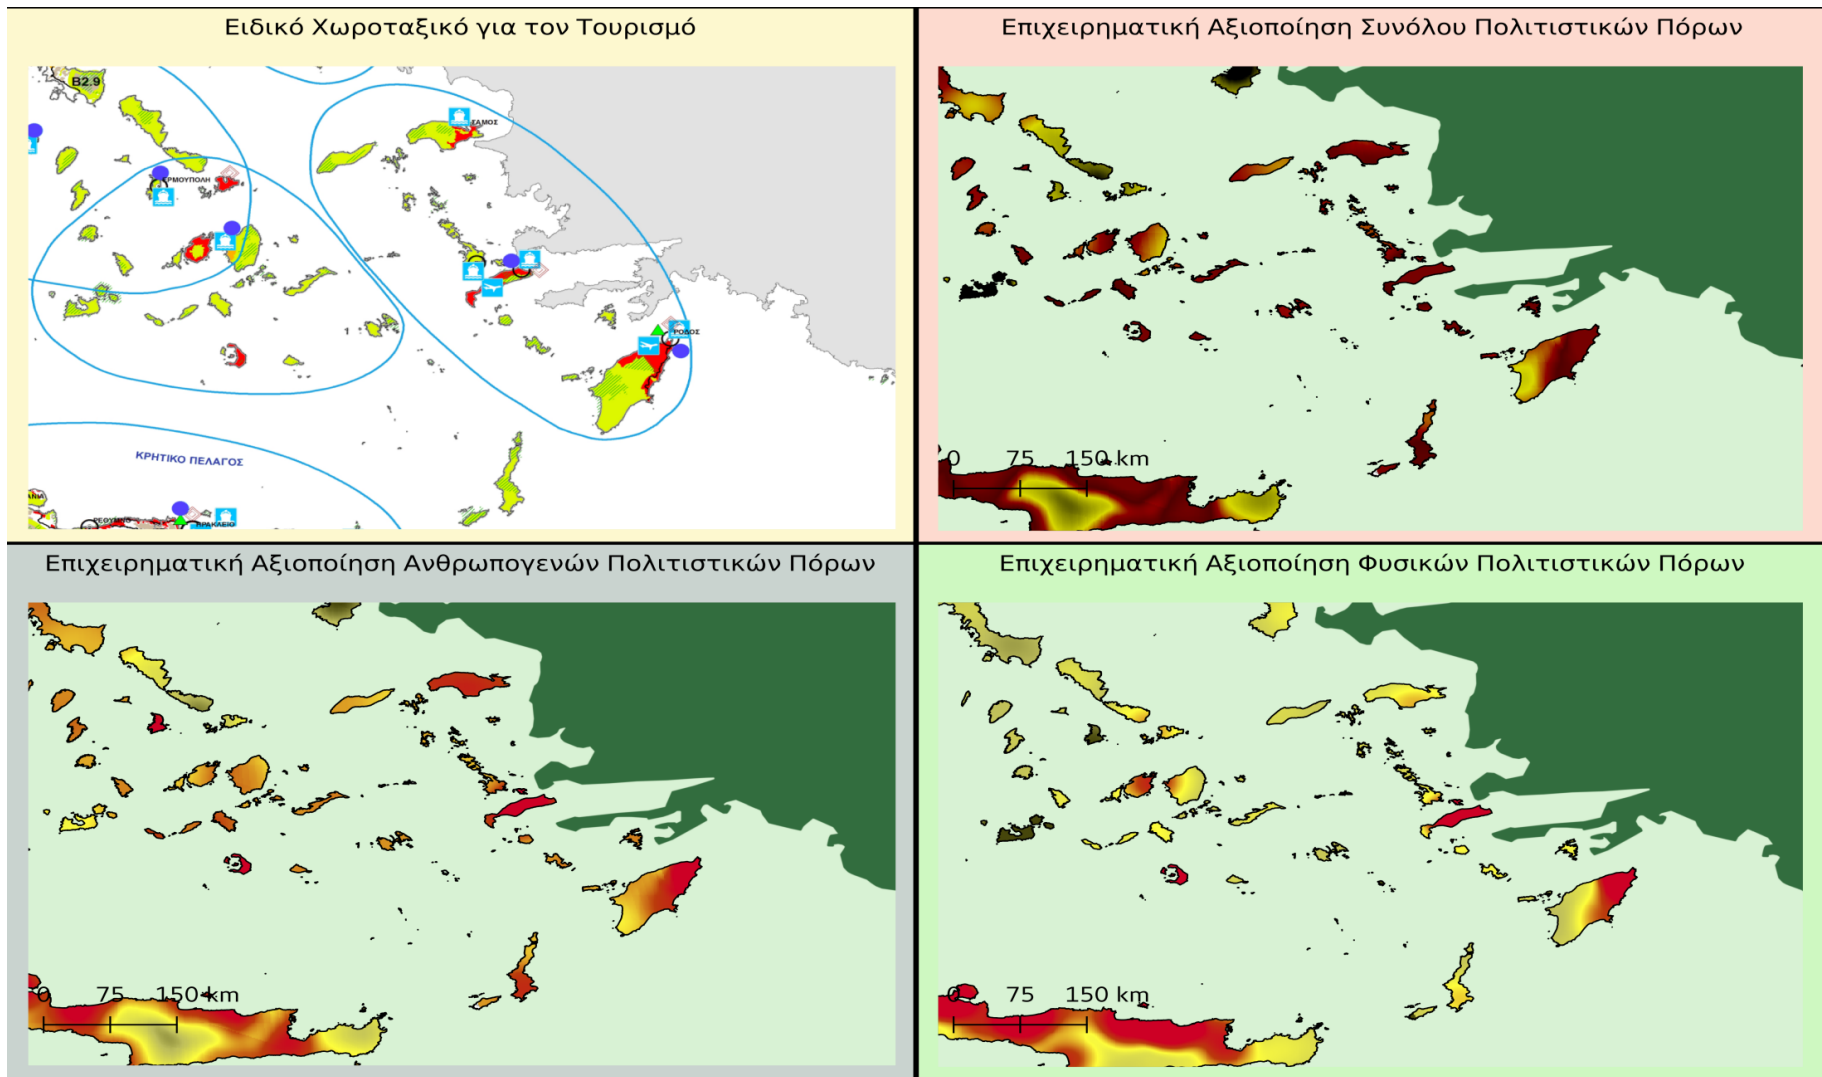 Ειδικό Χωροταξικό για τον Τουρισμό
B2.9
ΣΑΜΟΣ
ΕΡΜΟΥΠΟΛΗ
ΡΟΔΟΣ
ΚΡΗΤΙΚΟ ΠΕΛΑΓΟΣ
ΑΝΙΑ
ΡΕΘΥΜΝΟ
ΗΡΑΚΛΕΙΟ
Επιχειρηματική Αξιοποίηση Συνόλου Πολιτιστικών Πόρων
0 75 150 km
Επιχειρηματική Αξιοποίηση Ανθρωπογενών Πολιτιστικών Πόρων
0 75 150 km
Επιχειρηματική Αξιοποίηση Φυσικών Πολιτιστικών Πόρων
0 75 150 km